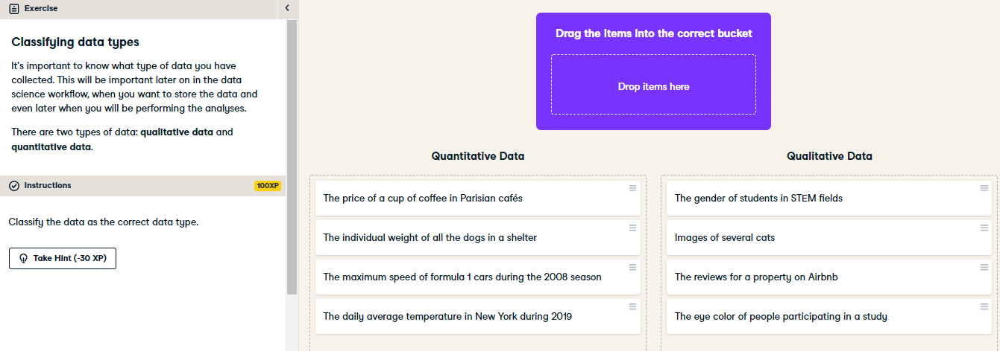 Exercise
Classifying data types
It's important to know what type of data you have
collected. This will be important later on in the data
science workflow, when you want to store the data and
even later when you will be performing the analyses.
There are two types of data: qualitative data and
quantitative data.
Instructions
100XP
Classify the data as the correct data type.
Take Hint (-30 XP)
Drag the items into the correct bucket
Drop items here
Quantitative Data
The price of a cup of coffee in Parisian cafés
The individual weight of all the dogs in a shelter
The maximum speed of formula 1 cars during the 2008 season
The daily average temperature in New York during 2019
Qualitative Data
The gender of students in STEM fields
Images of several cats
The reviews for a property on Airbnb
The eye color of people participating in a study